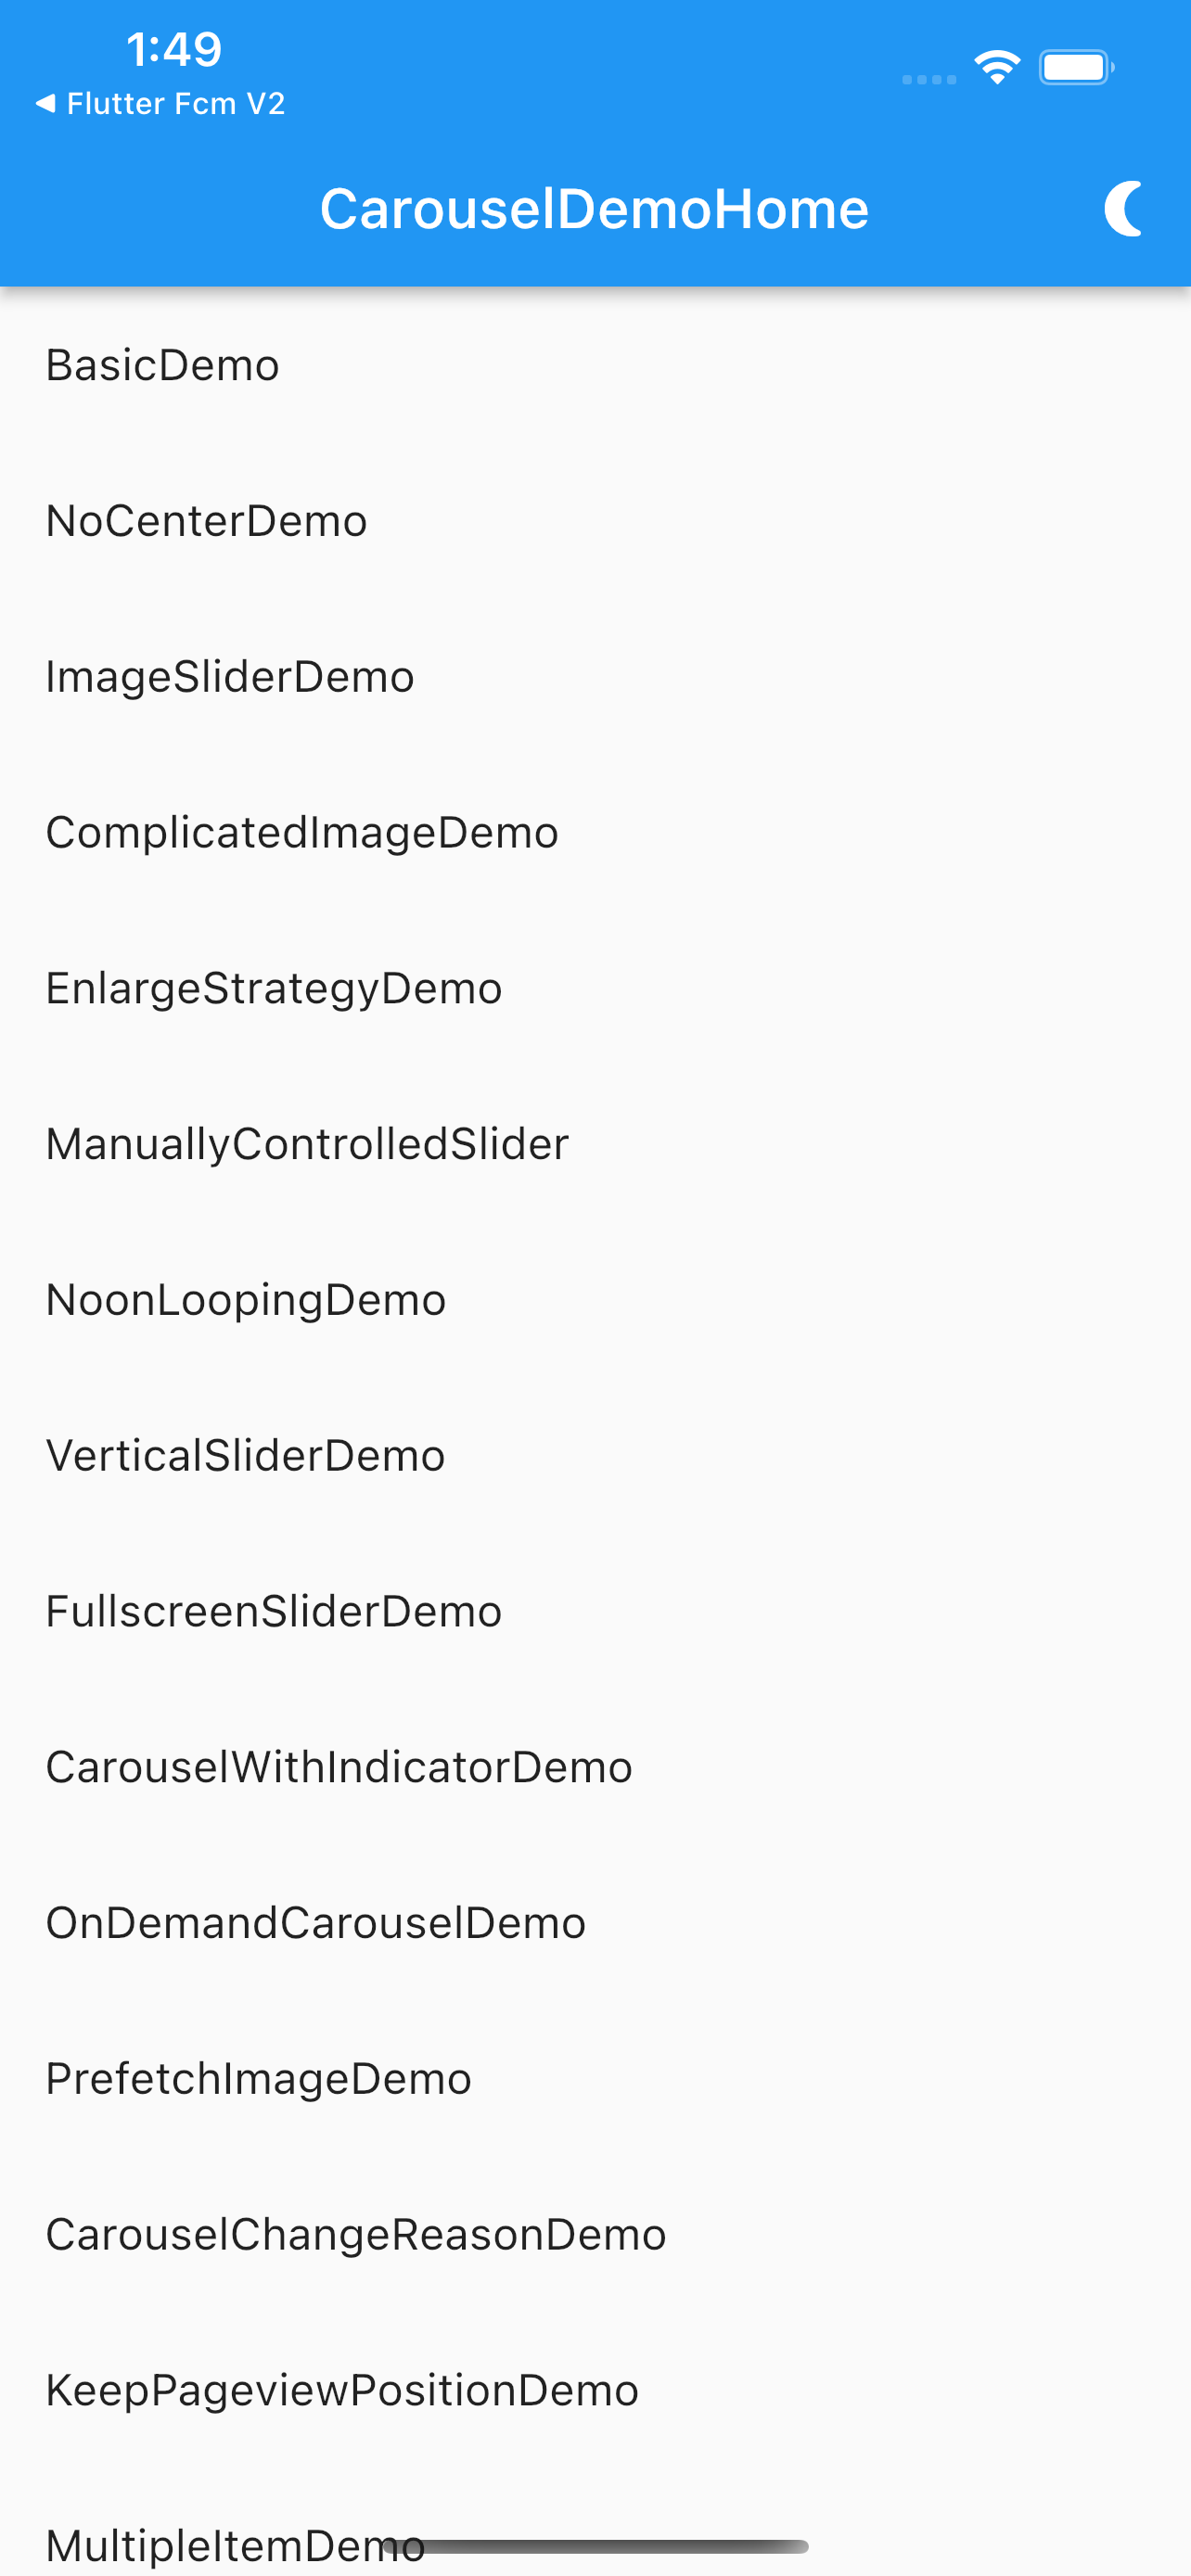 1:49
Flutter Fcm V2
CarouselDemoHome
BasicDemo
NoCenterDemo
ImageSliderDemo
ComplicatedImageDemo
EnlargeStrategyDemo
ManuallyControlledSlider
NoonLoopingDemo
VerticalSliderDemo
FullscreenSliderDemo
CarouselWithIndicatorDemo
OnDemandCarouselDemo
PrefetchImageDemo
CarouselChangeReasonDemo
KeepPageviewPositionDemo
MultipleItemDemo